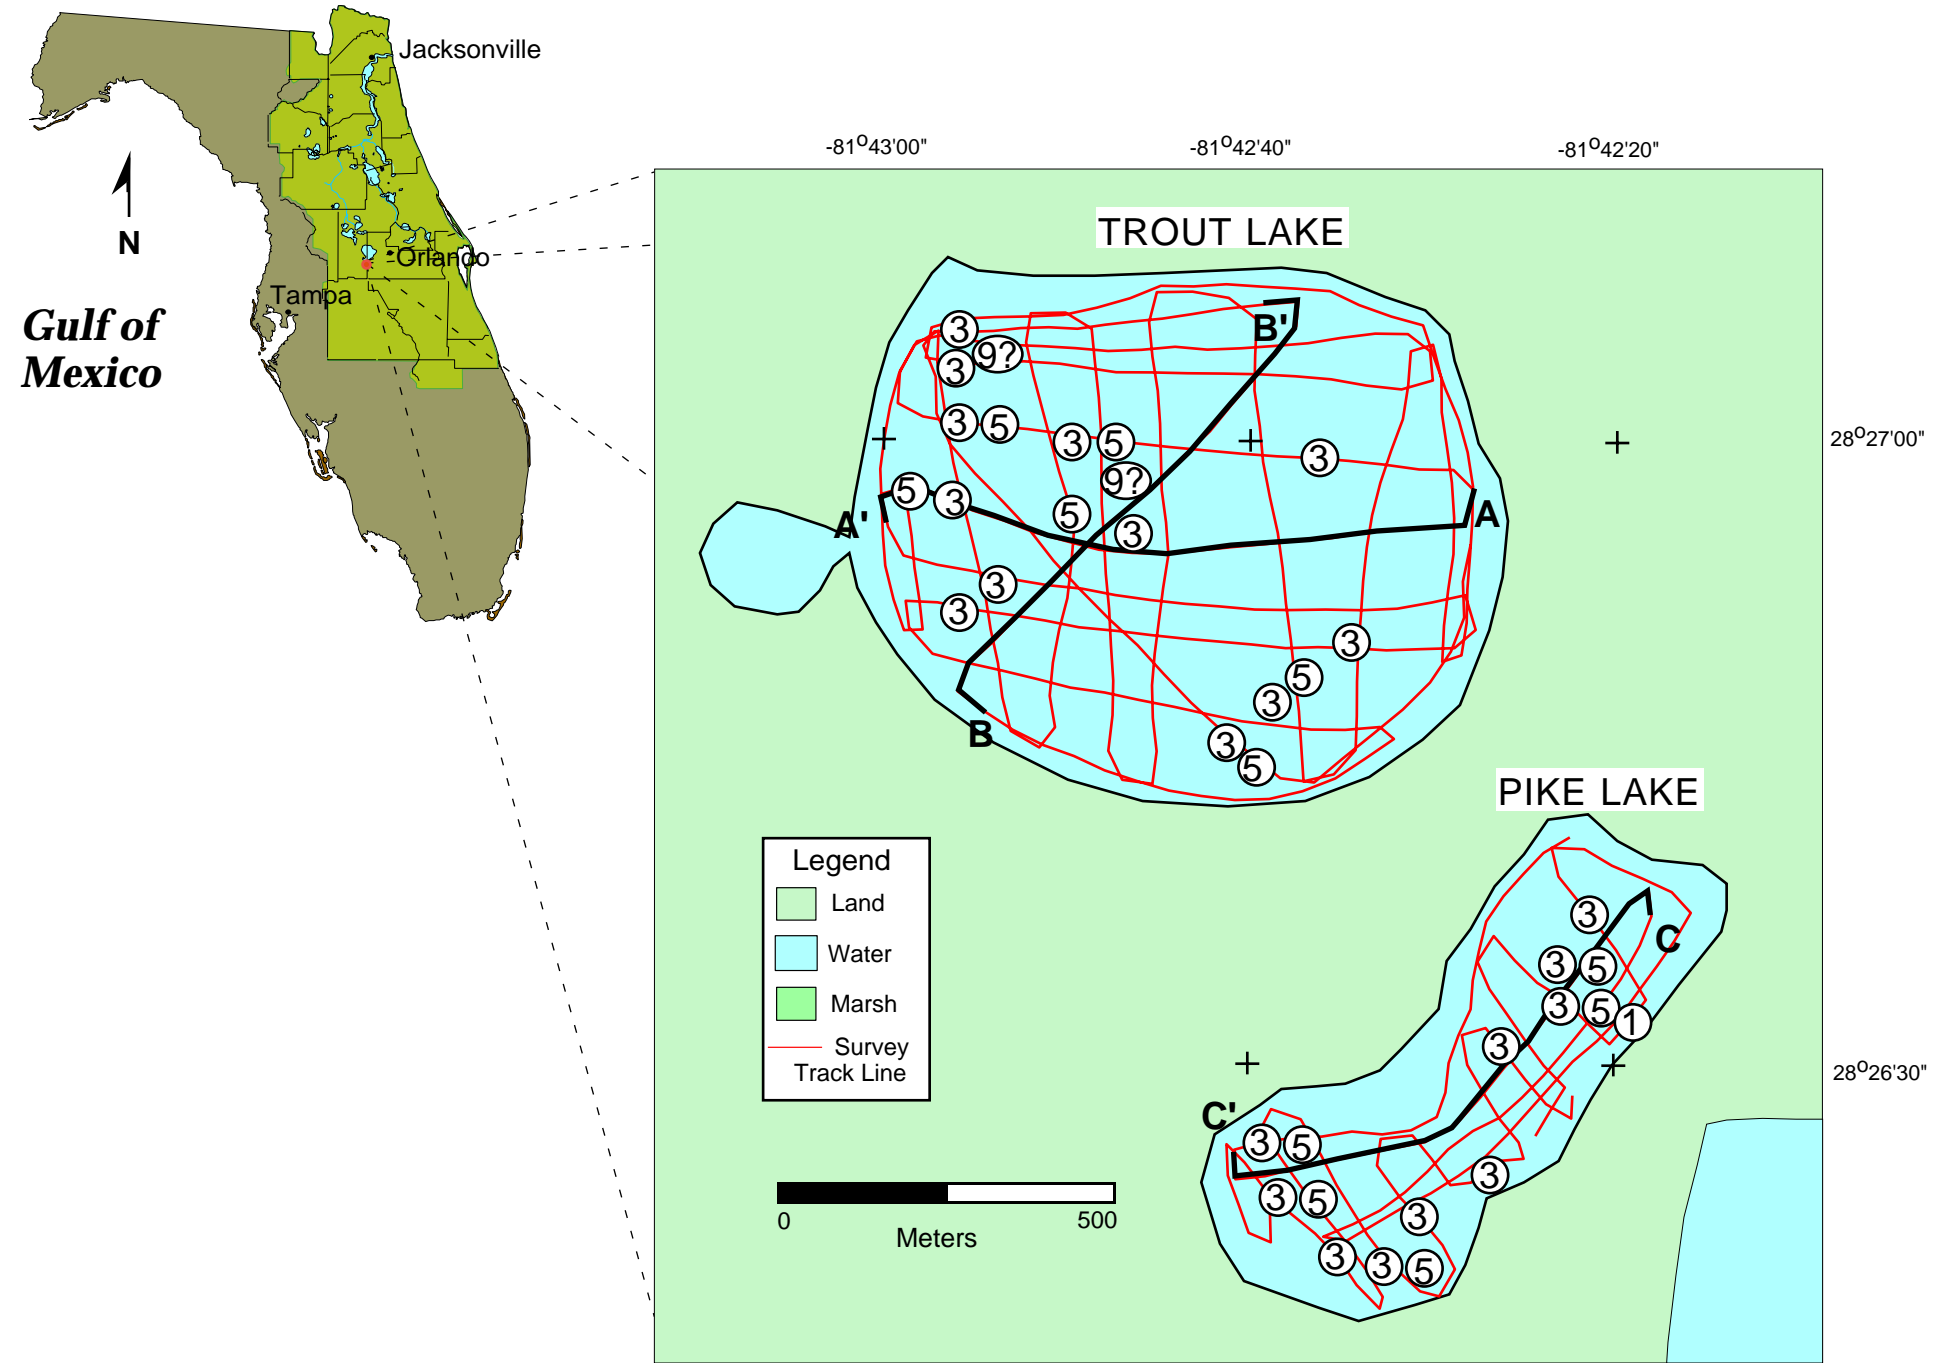 Jacksonville
-81°43'00"
-81°42'40"
-81°42'20"
TROUT LAKE
N
Orlando
Tampa
Gulf of
Mexico
B'
3
9?
3
3
5
3
5
3
28°27'00"
9?
5
3
A'
5
3
A
3
3
3
5
3
B
3
5
PIKE LAKE
Legend
Land
Water
Marsh
Survey
Track Line
3
C
3
5
3
5
1
3
28°26'30"
C'
3
5
3
3
5
3
3
3
5
0
500
Meters